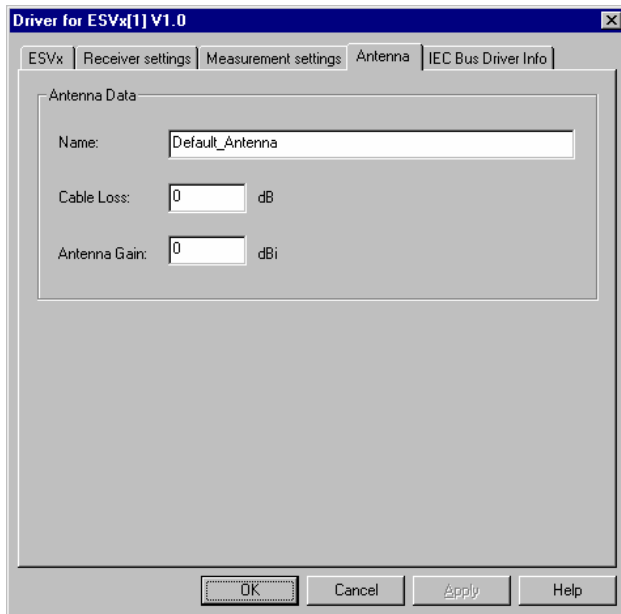 Driver for ESVx[1] V1.0
ESVx Receiver settings Measurement settings Antenna IEC Bus Driver Info
Antenna Data
Name: Default_Antenna
Cable Loss: 0 dB
Antenna Gain: 0 dBi
OK Cancel Apply Help